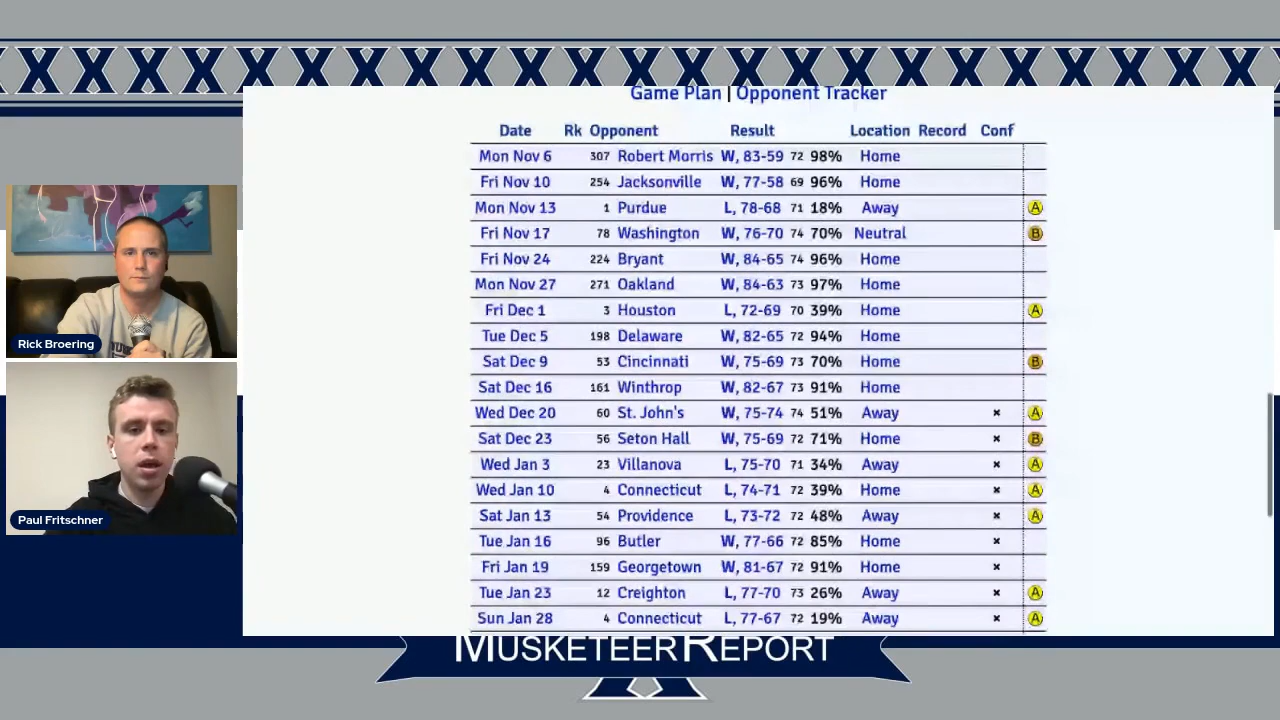 X X X X X X X X X X X X X X X X X X X X X X X
Game Plan | Opponent Tracker
Date Rk Opponent Result Location Record Conf
Mon Nov 6 307 Robert Morris W, 83-59 72 98% Home
Fri Nov 10 254 Jacksonville W, 77-58 69 96% Home
Mon Nov 13 1 Purdue L, 78-68 71 18% Away A
Fri Nov 17 78 Washington W, 76-70 74 70% Neutral B
Fri Nov 24 224 Bryant W, 84-65 74 96% Home
Mon Nov 27 271 Oakland W, 84-63 73 97% Home
Fri Dec 1 3 Houston L, 72-69 70 39% Home A
Tue Dec 5 198 Delaware W, 82-65 72 94% Home
Sat Dec 9 53 Cincinnati W, 75-69 73 70% Home B
Sat Dec 16 161 Winthrop W, 82-67 73 91% Home
Wed Dec 20 60 St. John's W, 75-74 74 51% Away × A
Sat Dec 23 56 Seton Hall W, 75-69 72 71% Home × B
Wed Jan 3 23 Villanova L, 75-70 71 34% Away × A
Wed Jan 10 4 Connecticut L, 74-71 72 39% Home × A
Sat Jan 13 54 Providence L, 73-72 72 48% Away × A
Tue Jan 16 96 Butler W, 77-66 72 85% Home ×
Fri Jan 19 159 Georgetown W, 81-67 72 91% Home ×
Tue Jan 23 12 Creighton L, 77-70 73 26% Away × A
Sun Jan 28 4 Connecticut L, 77-67 72 19% Away × A
Rick Broering
Paul Fritschner
MUSKETEERREPORT